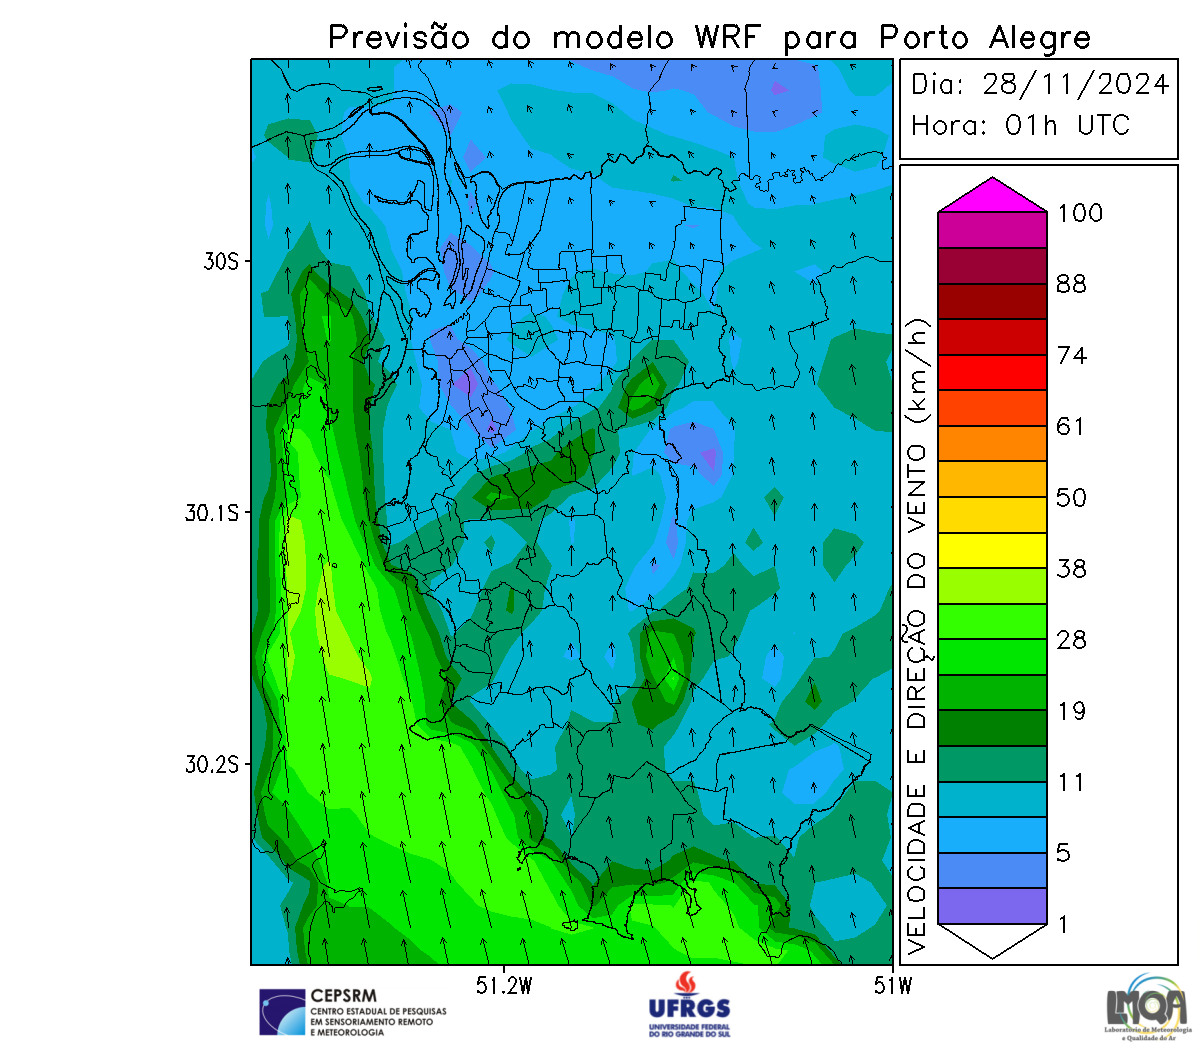 Previsão do modelo WRF para Porto Alegre
Dia: 28/11/2024
Hora: 01h UTC
100
88
74
61
50
38
28
19
11
5
1
VELOCIDADE E DIREÇÃO DO VENTO (km/h)
30S
30.1S
30.2S
51.2W
51W
CEPSRM
CENTRO ESTADUAL DE PESQUISAS
EM SENSORIAMENTO REMOTO
E METEOROLOGIA
UFRGS
UNIVERSIDADE FEDERAL
DO RIO GRANDE DO SUL
LMQA
Laboratório de Meteorologia
e Qualidade do Ar